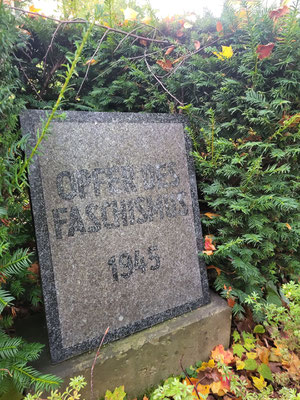 OPFER DES
FASCHISMUS
1945